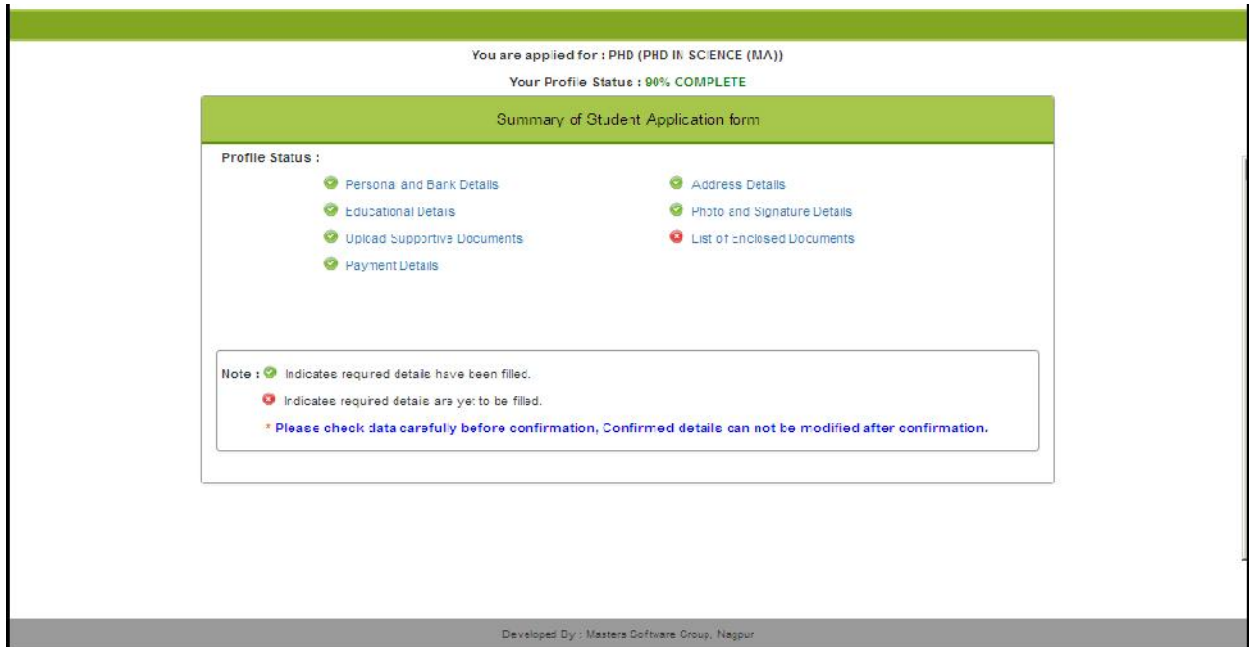 You are applied for : PHD (PHD IN SCIENCE (MA))
Your Profile Status : 90% COMPLETE
Summary of Student Application form
Profile Status :
Personal and Bank Details
Address Details
Educational Details
Photo and Signature Details
Upload Supportive Documents
List of Enclosed Documents
Payment Details
Note : Indicates required details have been filled.
Indicates required details are yet to be filled.
* Please check data carefully before confirmation, Confirmed details can not be modified after confirmation.
Developed By : Masters Software Group, Nagpur